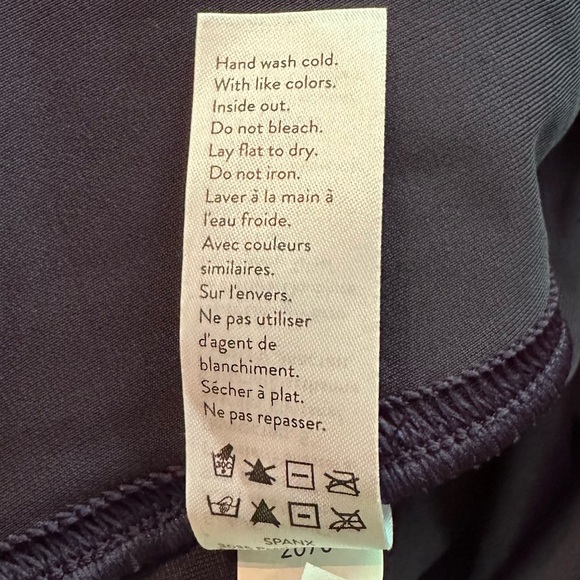 Hand wash cold.
With like colors.
Inside out.
Do not bleach.
Lay flat to dry.
Do not iron.
Laver à la main à
l'eau froide.
Avec couleurs
similaires.
Sur l'envers.
Ne pas utiliser
d'agent de
blanchiment.
Sécher à plat.
Ne pas repasser.
SPANX